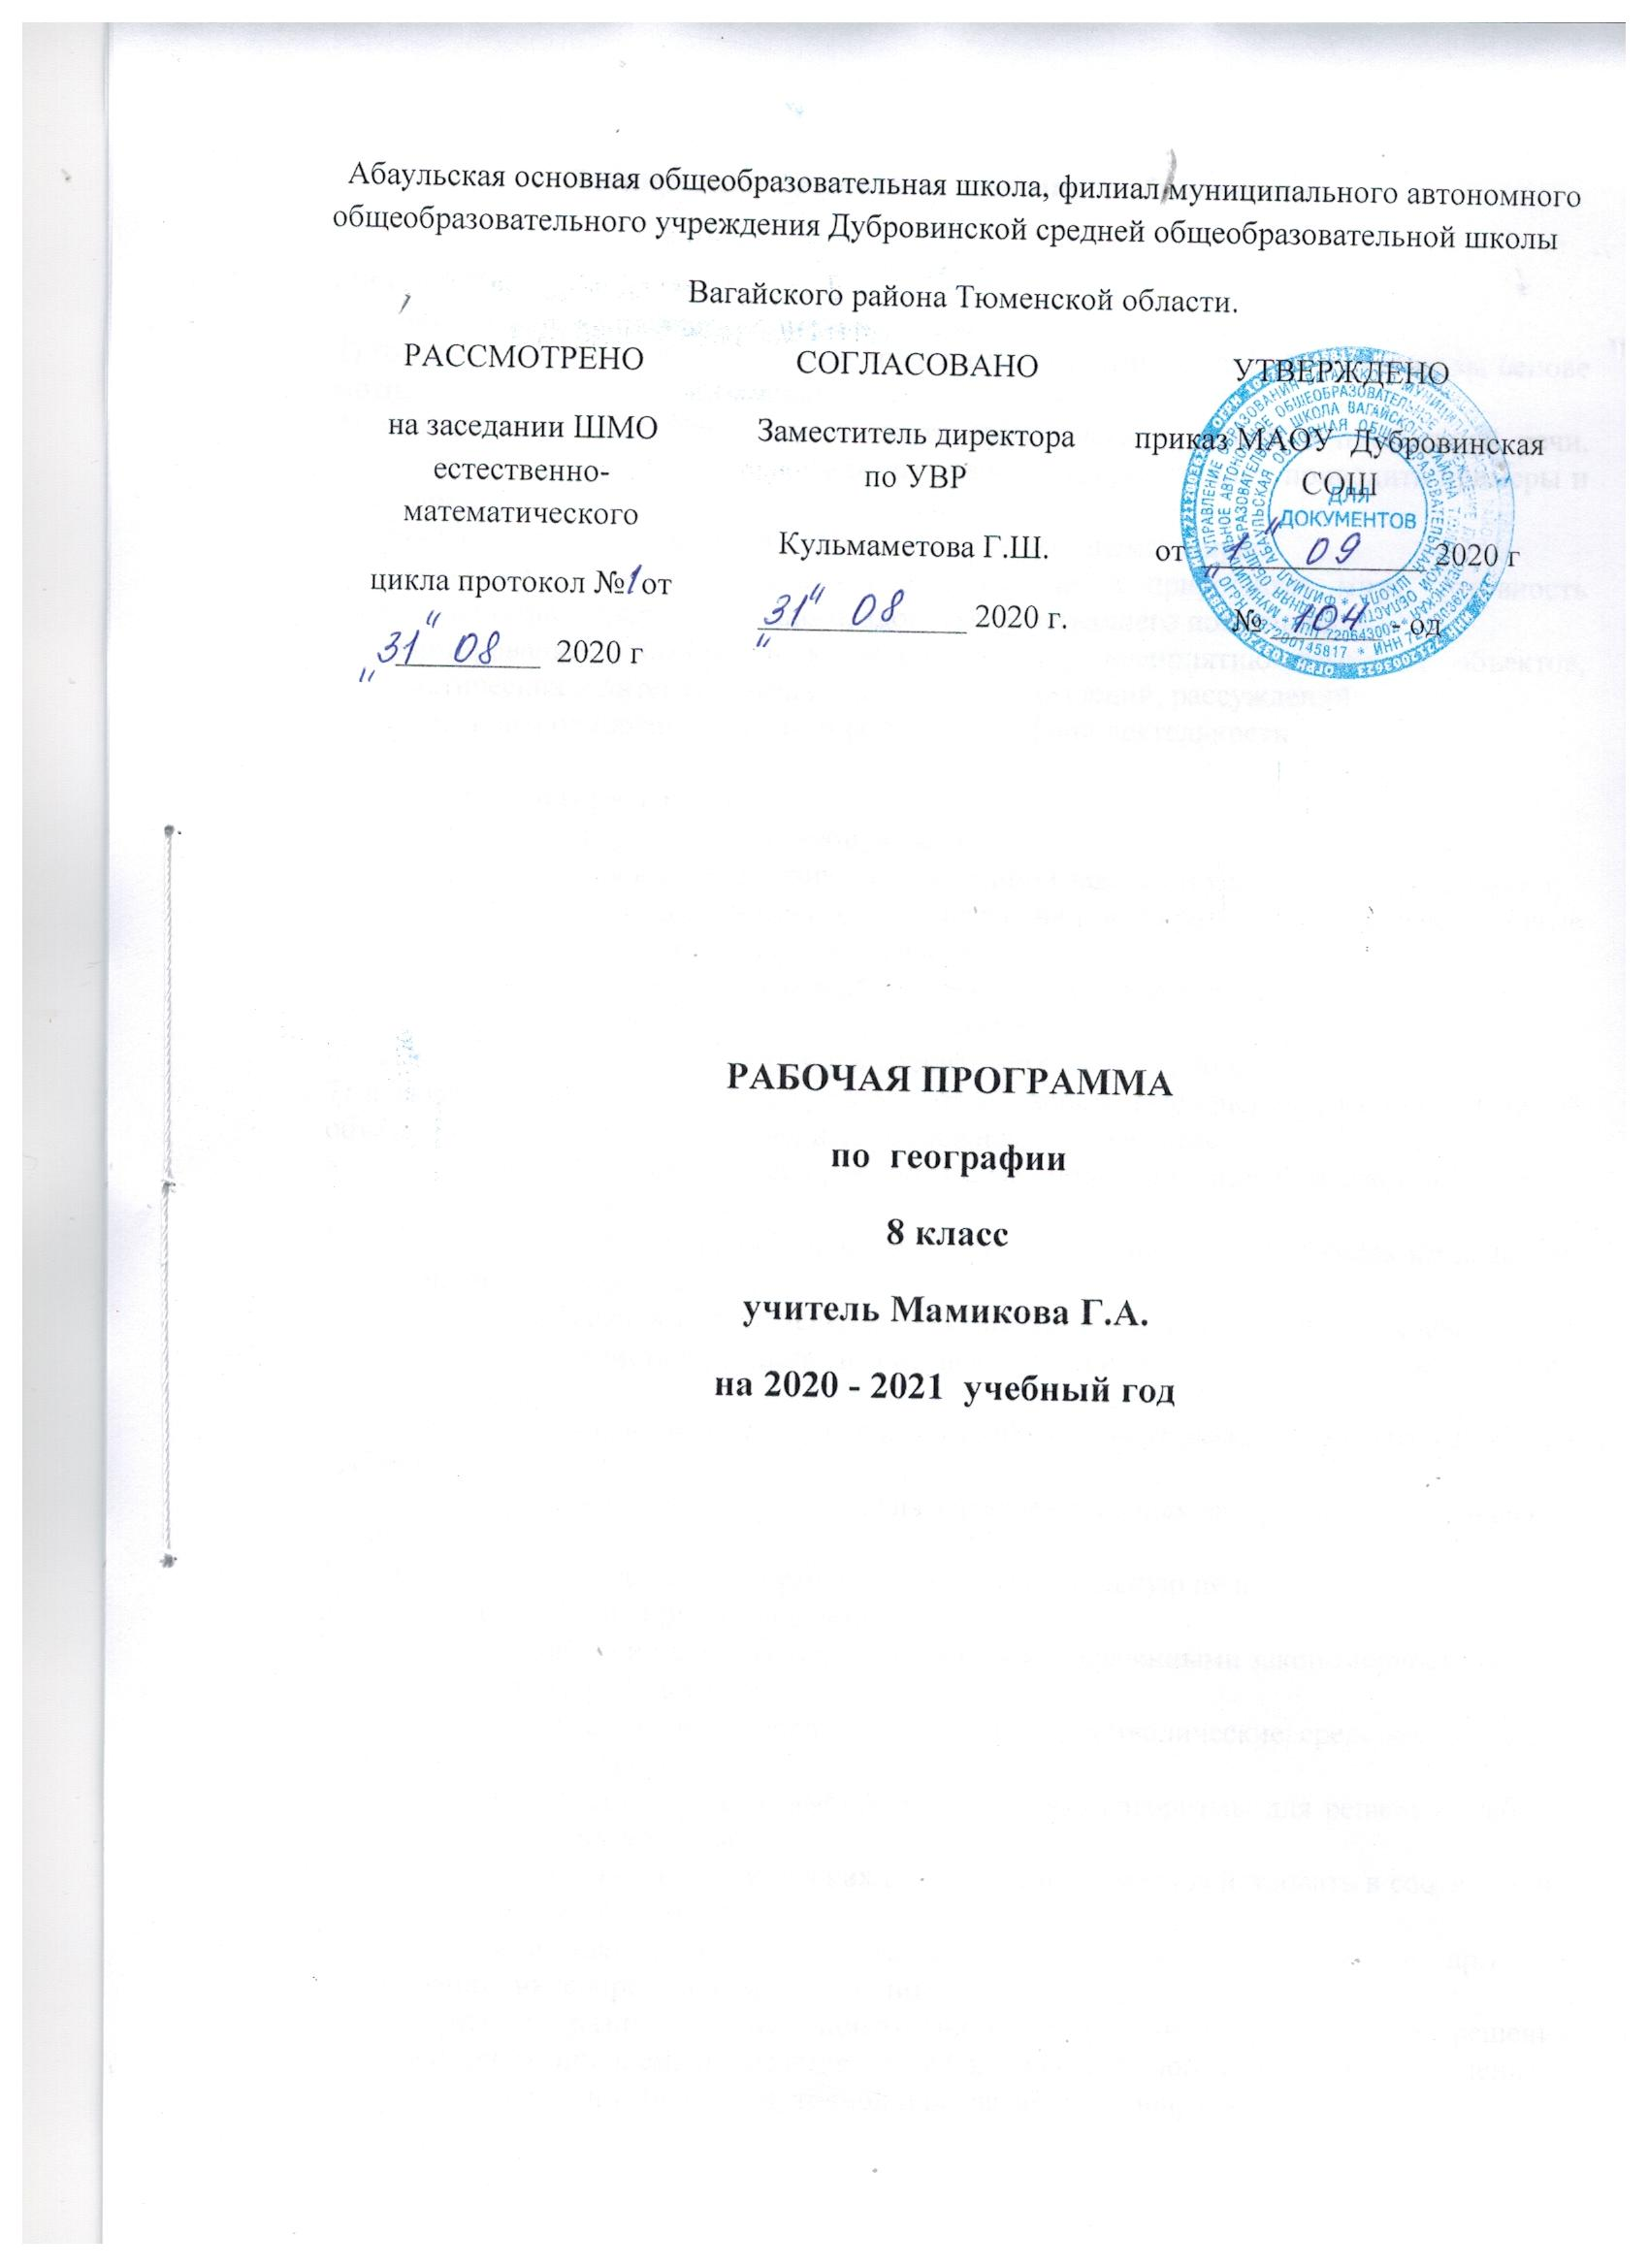 Абаульская основная общеобразовательная школа, филиал муниципального автономного
общеобразовательного учреждения Дубровинской средней общеобразовательной школы
Вагайского района Тюменской области.
РАССМОТРЕНО
на заседании ШМО
естественно-
математического
цикла протокол №1 от
"31" 08 2020 г
СОГЛАСОВАНО
Заместитель директора
по УВР
Кульмаметова Г.Ш.
"31" 08 2020 г.
УТВЕРЖДЕНО
приказ МАОУ Дубровинская
СОШ
от "1" 09 2020 г
№ 104 - од
ДЛЯ
ДОКУМЕНТОВ
РАБОЧАЯ ПРОГРАММА
по географии
8 класс
учитель Мамикова Г.А.
на 2020 - 2021 учебный год